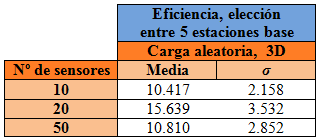 Eficiencia, elección
entre 5 estaciones base
Carga aleatoria, 3D
Nº de sensores Media σ
10 10.417 2.158
20 15.639 3.532
50 10.810 2.852